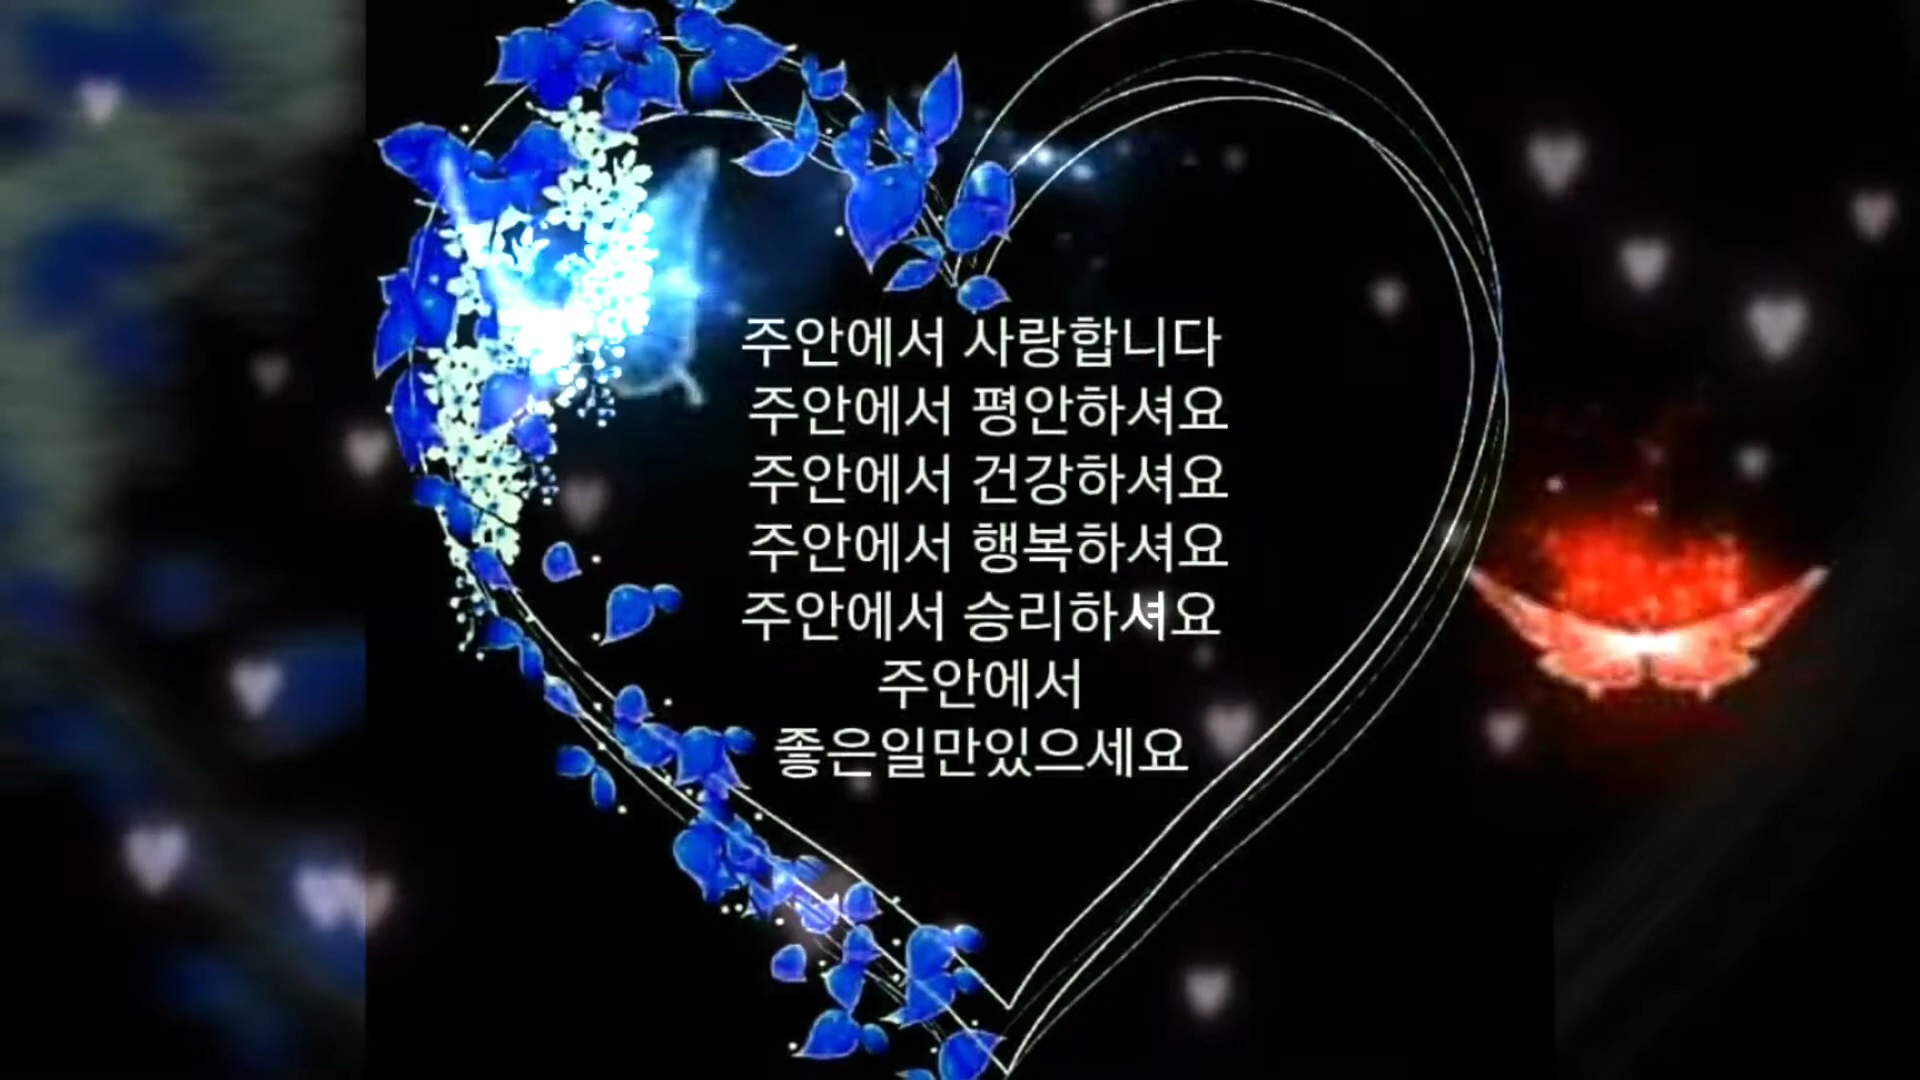 주안에서 사랑합니다
주안에서 평안하셔요
주안에서 건강하셔요
주안에서 행복하셔요
주안에서 승리하셔요
주안에서
좋은일만있으세요